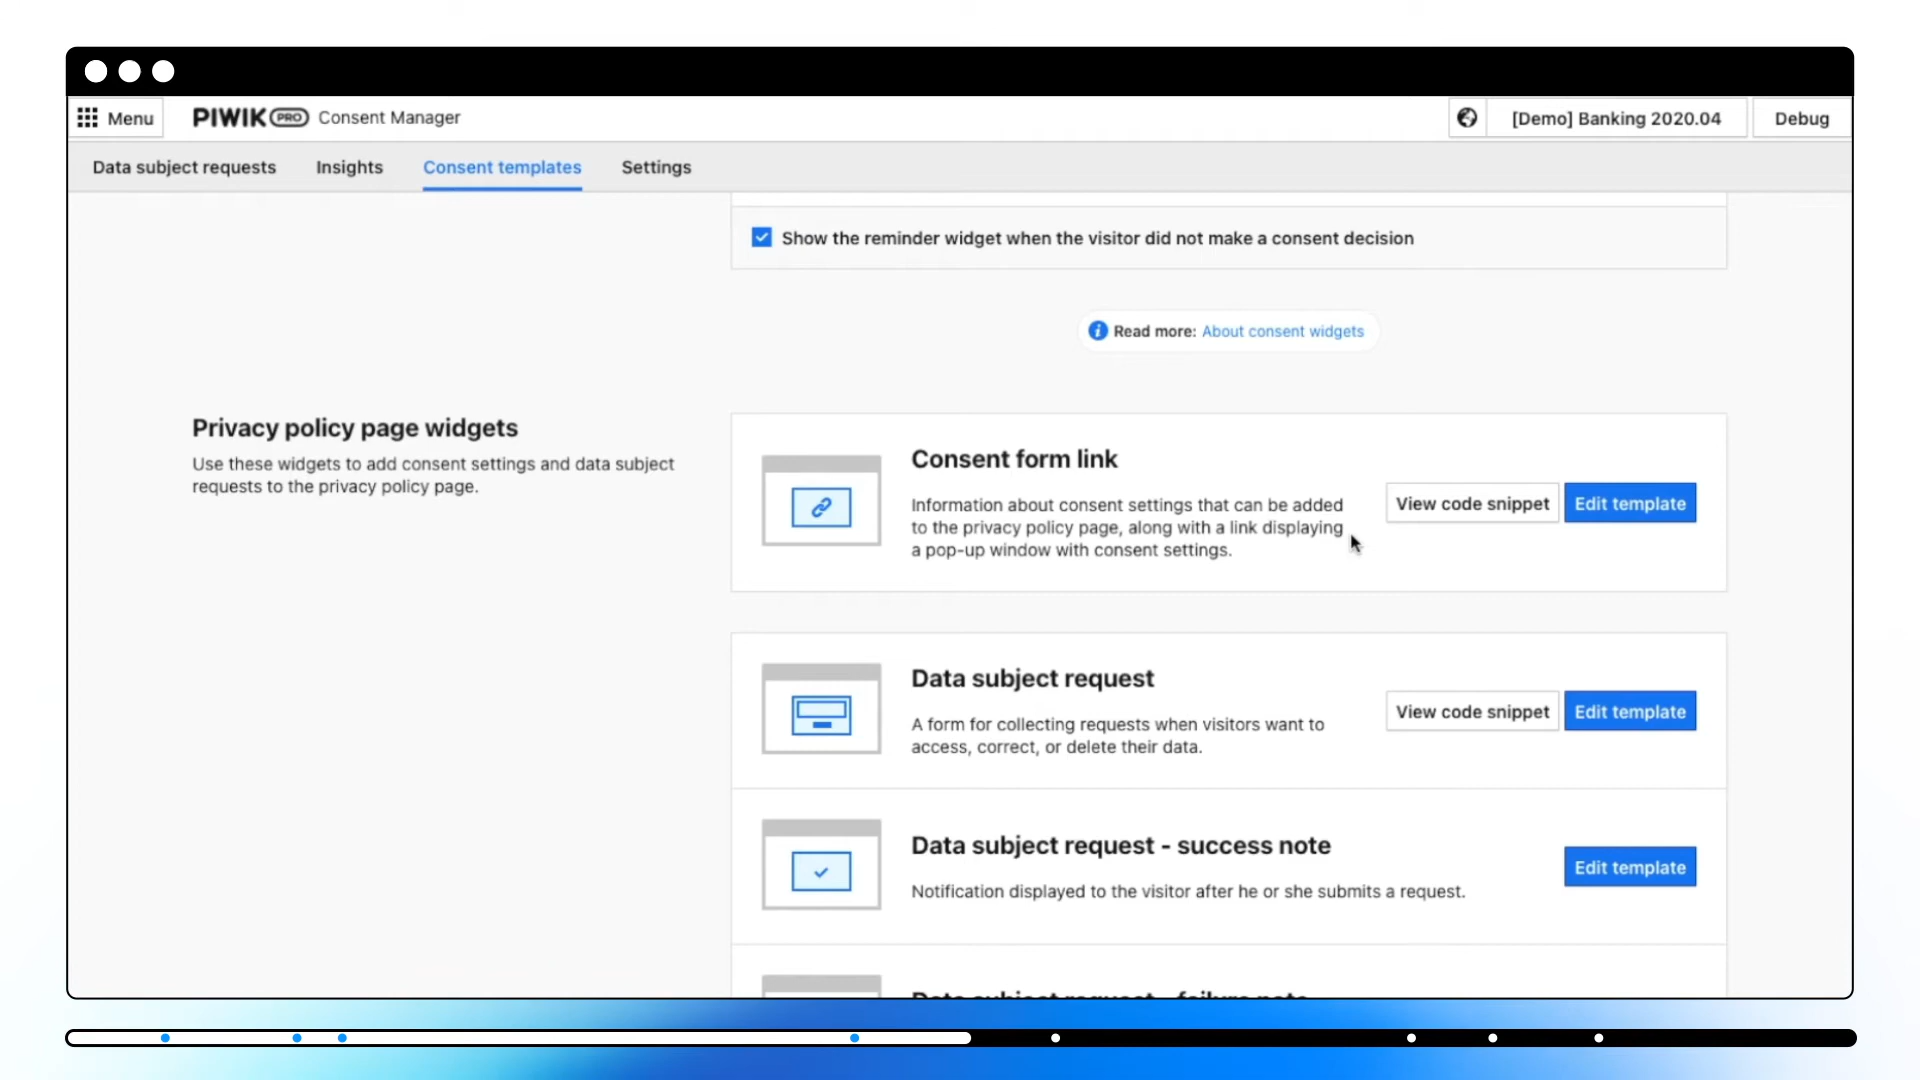 Menu
PIWIK PRO Consent Manager
[Demo] Banking 2020.04
Debug
Data subject requests
Insights
Consent templates
Settings
Show the reminder widget when the visitor did not make a consent decision
Read more: About consent widgets
Privacy policy page widgets
Use these widgets to add consent settings and data subject
requests to the privacy policy page.
Consent form link
Information about consent settings that can be added
to the privacy policy page, along with a link displaying
a pop-up window with consent settings.
View code snippet
Edit template
Data subject request
A form for collecting requests when visitors want to
access, correct, or delete their data.
View code snippet
Edit template
Data subject request - success note
Notification displayed to the visitor after he or she submits a request.
Edit template
Data subject request - failure note